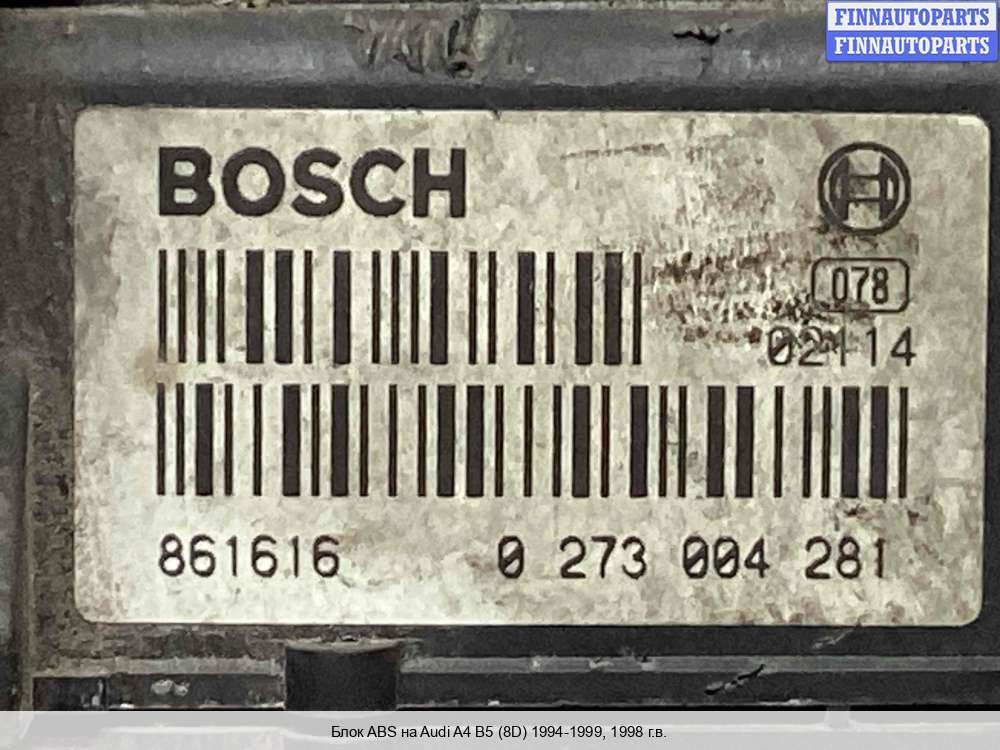 FINNAUTOPARTS
FINNAUTOPARTS
BOSCH
078
02114
861616 0 273 004 281
Блок ABS на Audi A4 B5 (8D) 1994-1999, 1998 г.в.